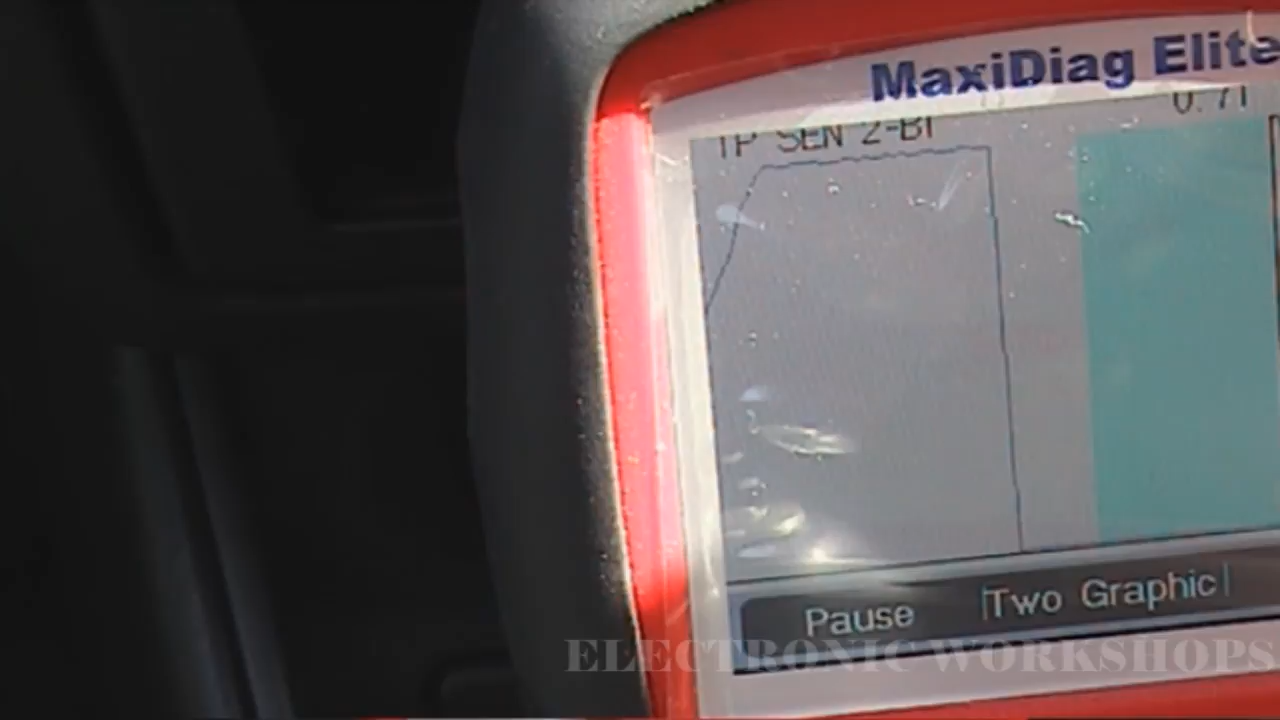 MaxiDiag Elite
TP SEN 2-B1 0.71
Pause Two Graphic
ELECTRONIC WORKSHOPS